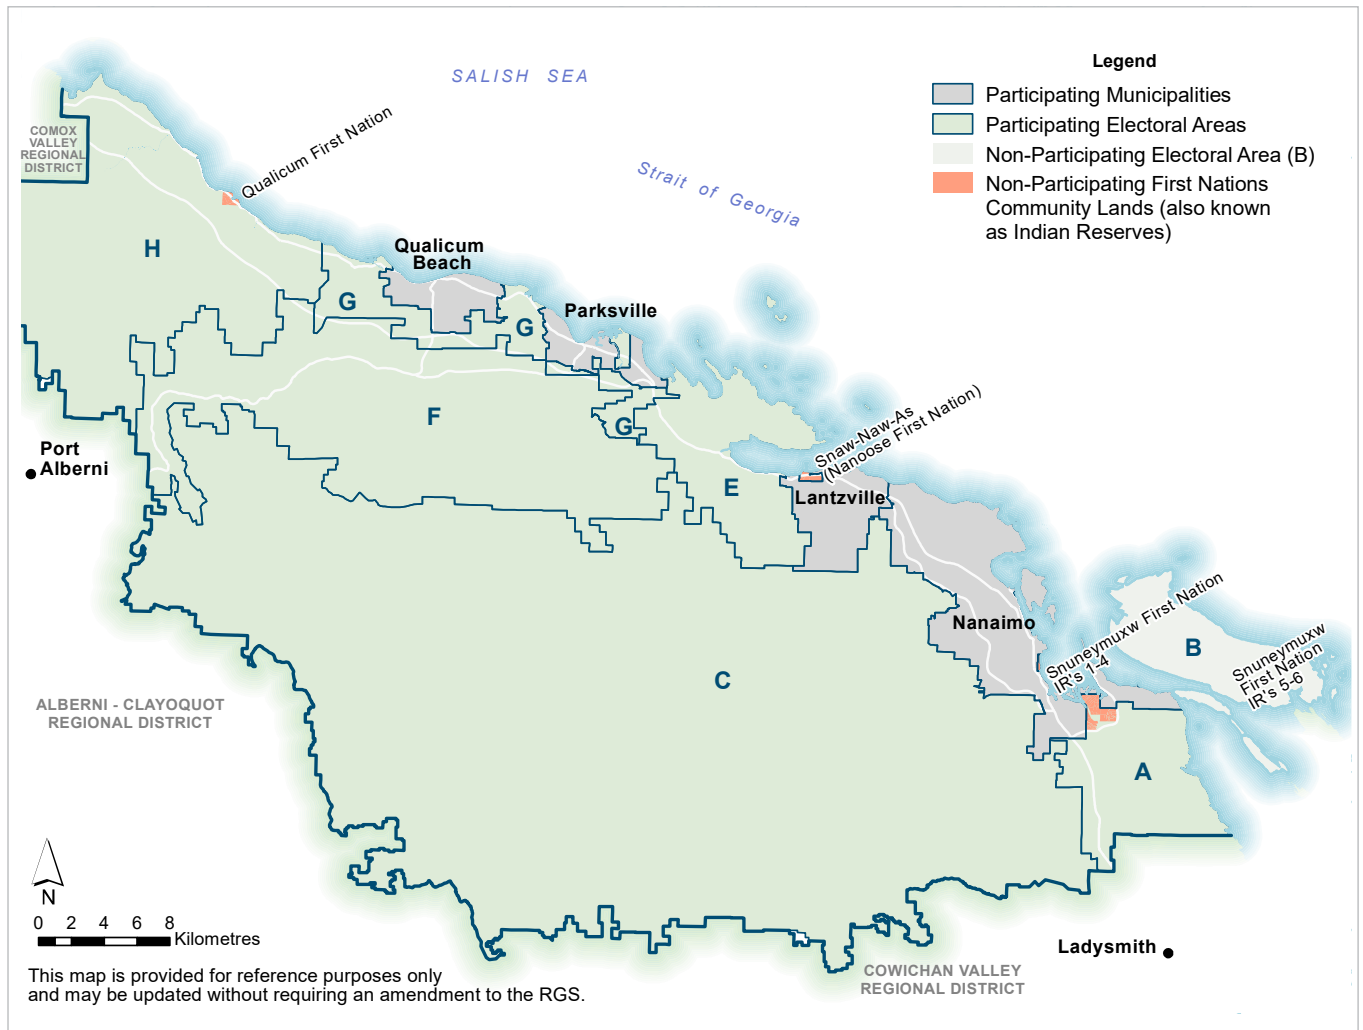 SALISH SEA
Strait of Georgia
Legend
Participating Municipalities
Participating Electoral Areas
Non-Participating Electoral Area (B)
Non-Participating First Nations
Community Lands (also known
as Indian Reserves)
COMOX
VALLEY
REGIONAL
DISTRICT
Qualicum First Nation
H
Qualicum
Beach
G
Parksville
G
F
G
Port
Alberni
Snaw-Naw-As
(Nanoose First Nation)
E
Lantzville
Nanaimo
Snuneymuxw First Nation
IR's 1-4
B
Snuneymuxw
First Nation
IR's 5-6
C
ALBERNI - CLAYOQUOT
REGIONAL DISTRICT
A
N
0 2 4 6 8
Kilometres
Ladysmith
COWICHAN VALLEY
REGIONAL DISTRICT
This map is provided for reference purposes only
and may be updated without requiring an amendment to the RGS.